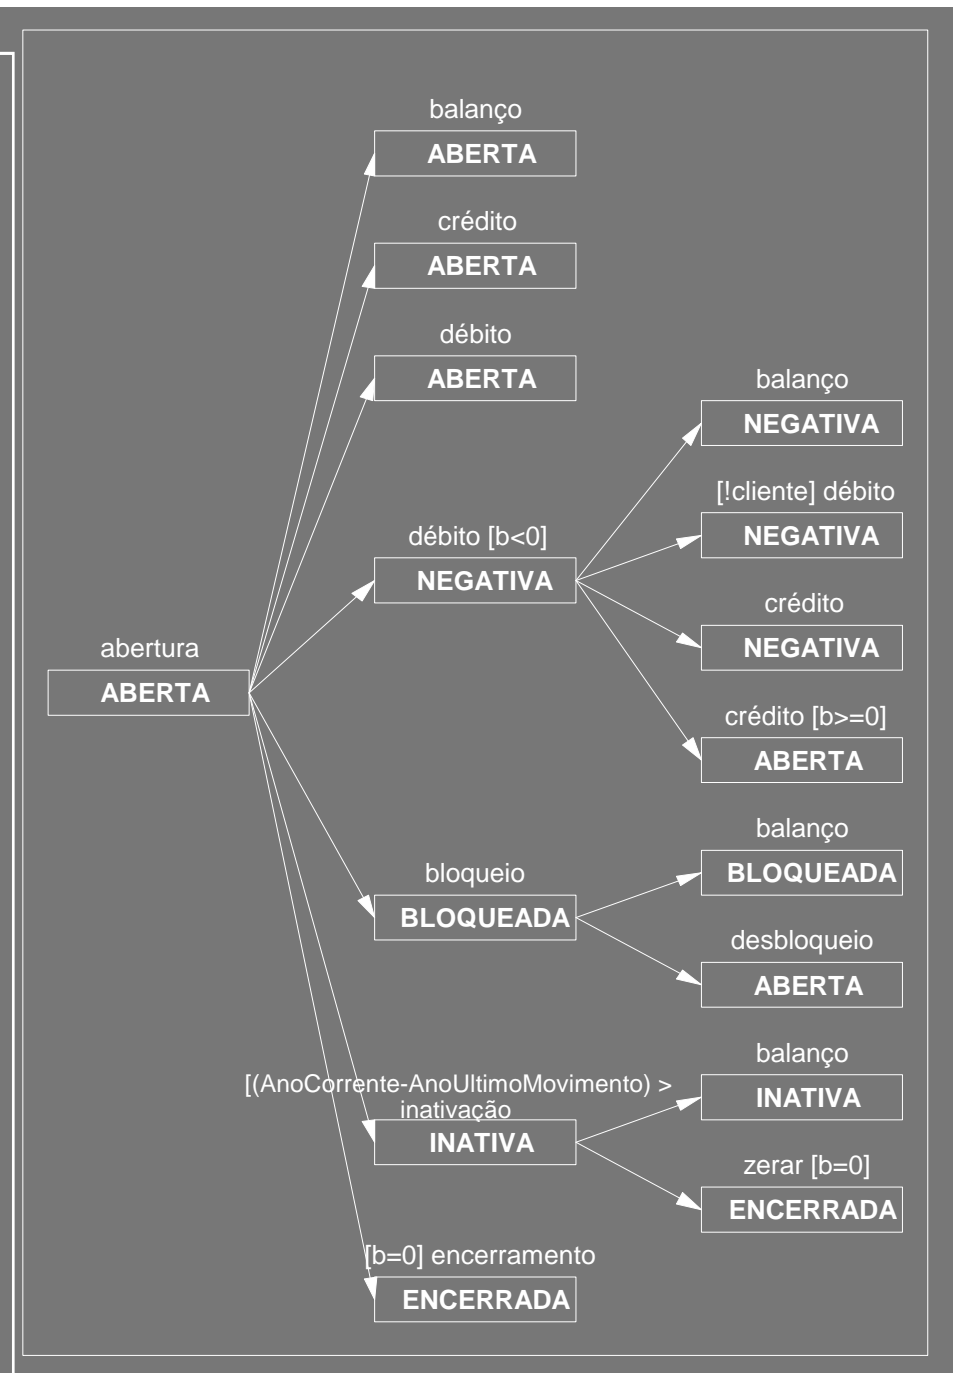 balanço
ABERTA
crédito
ABERTA
débito
ABERTA
balanço
NEGATIVA
[!cliente] débito
NEGATIVA
débito [b<0]
NEGATIVA
crédito
NEGATIVA
abertura
ABERTA
crédito [b>=0]
ABERTA
balanço
BLOQUEADA
bloqueio
BLOQUEADA
desbloqueio
ABERTA
balanço
INATIVA
[(AnoCorrente-AnoUltimoMovimento) >
inativação
INATIVA
zerar [b=0]
ENCERRADA
[b=0] encerramento
ENCERRADA